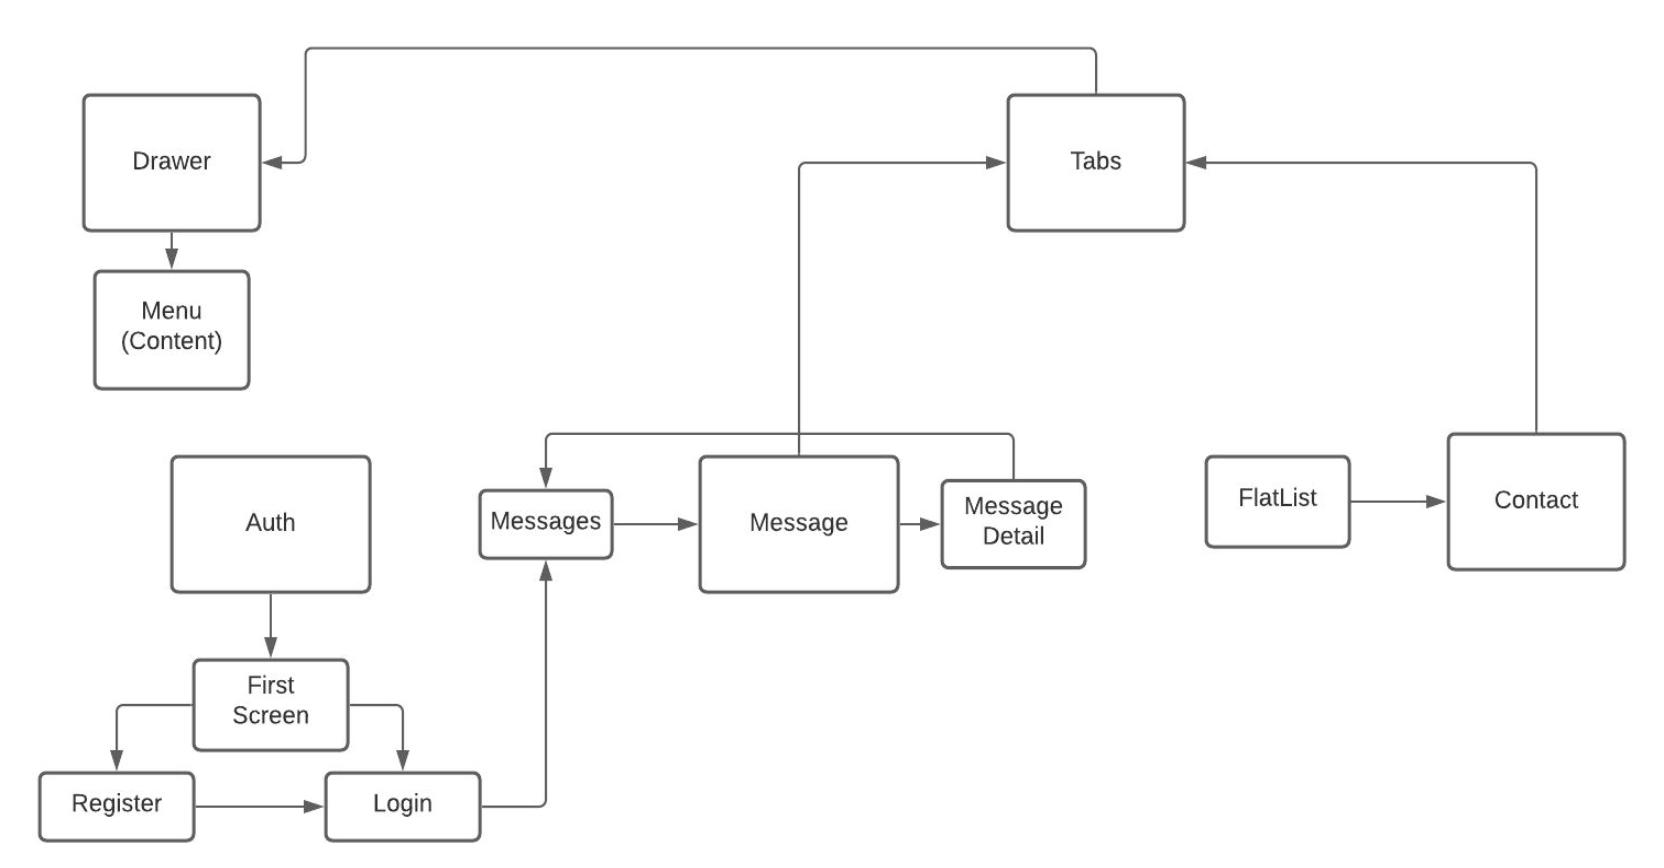 Drawer
Tabs
Menu
(Content)
Auth
Messages
Message
Message
Detail
FlatList
Contact
First
Screen
Register
Login